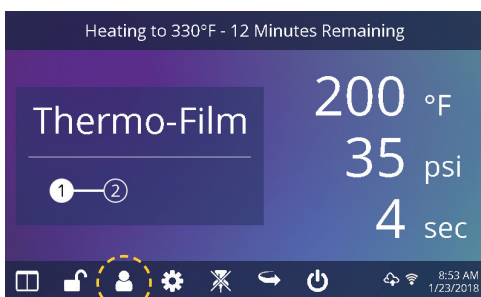 Heating to 330°F - 12 Minutes Remaining
Thermo-Film
200 °F
35 psi
4 sec
1 2
8:53 AM
1/23/2018